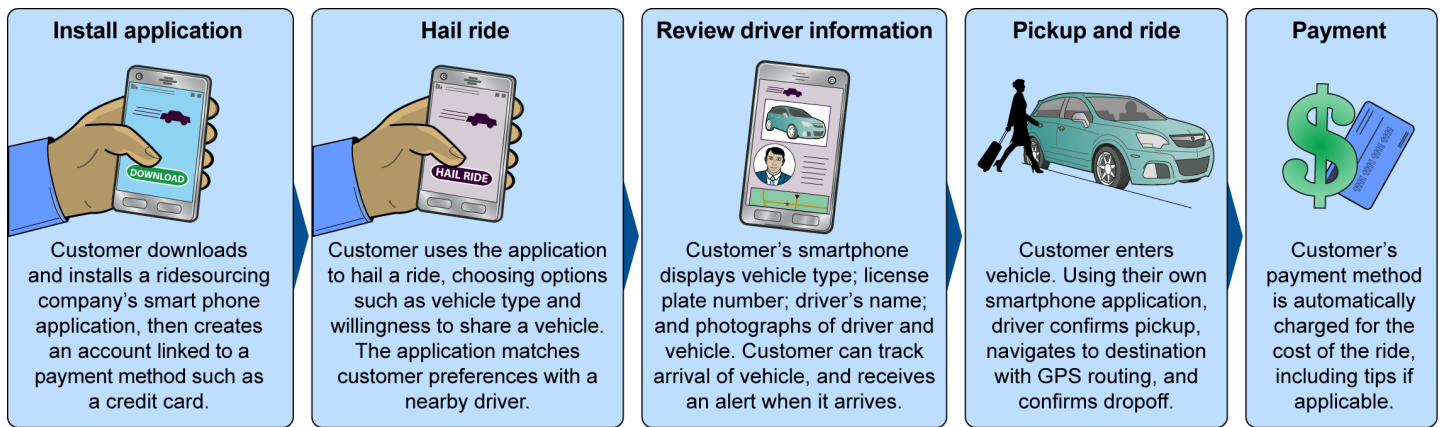 Install application
DOWNLOAD
Customer downloads
and installs a ridesourcing
company's smart phone
application, then creates
an account linked to a
payment method such as
a credit card.
Hail ride
HAIL RIDE
Customer uses the application
to hail a ride, choosing options
such as vehicle type and
willingness to share a vehicle.
The application matches
customer preferences with a
nearby driver.
Review driver information
Customer's smartphone
displays vehicle type; license
plate number; driver's name;
and photographs of driver and
vehicle. Customer can track
arrival of vehicle, and receives
an alert when it arrives.
Pickup and ride
Customer enters
vehicle. Using their own
smartphone application,
driver confirms pickup,
navigates to destination
with GPS routing, and
confirms dropoff.
Payment
$
Customer's
payment method
is automatically
charged for the
cost of the ride,
including tips if
applicable.